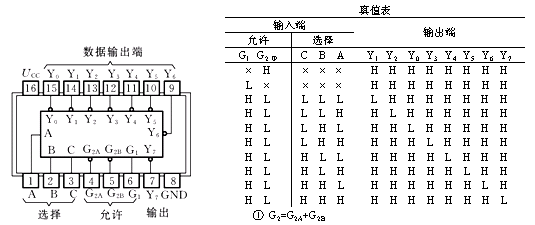 数据输出端
U_CC Y₀ Y₁ Y₂ Y₃ Y₄ Y₅ Y₆
16 15 14 13 12 11 10 9
Y₀ Y₁ Y₂ Y₃ Y₄ Y₅
A Y₆
B C G₂A G₂B G₁ Y₇
1 2 3 4 5 6 7 8
A B C G₂A G₂B G₁ Y₇ GND
选择 允许 输出
真值表
输入端 输出端
允许 选择
G₁ G₂① C B A Y₁ Y₂ Y₀ Y₃ Y₄ Y₅ Y₆ Y₇
× H × × × H H H H H H H H
L × × × × H H H H H H H H
H L L L L L H H H H H H H
H L L L H H L H H H H H H
H L L H L H H L H H H H H
H L L H H H H H L H H H H
H L H L L H H H H L H H H
H L H L H H H H H H L H H
H L H H L H H H H H H L H
H L H H H H H H H H H H L
① G₂=G₂A+G₂B